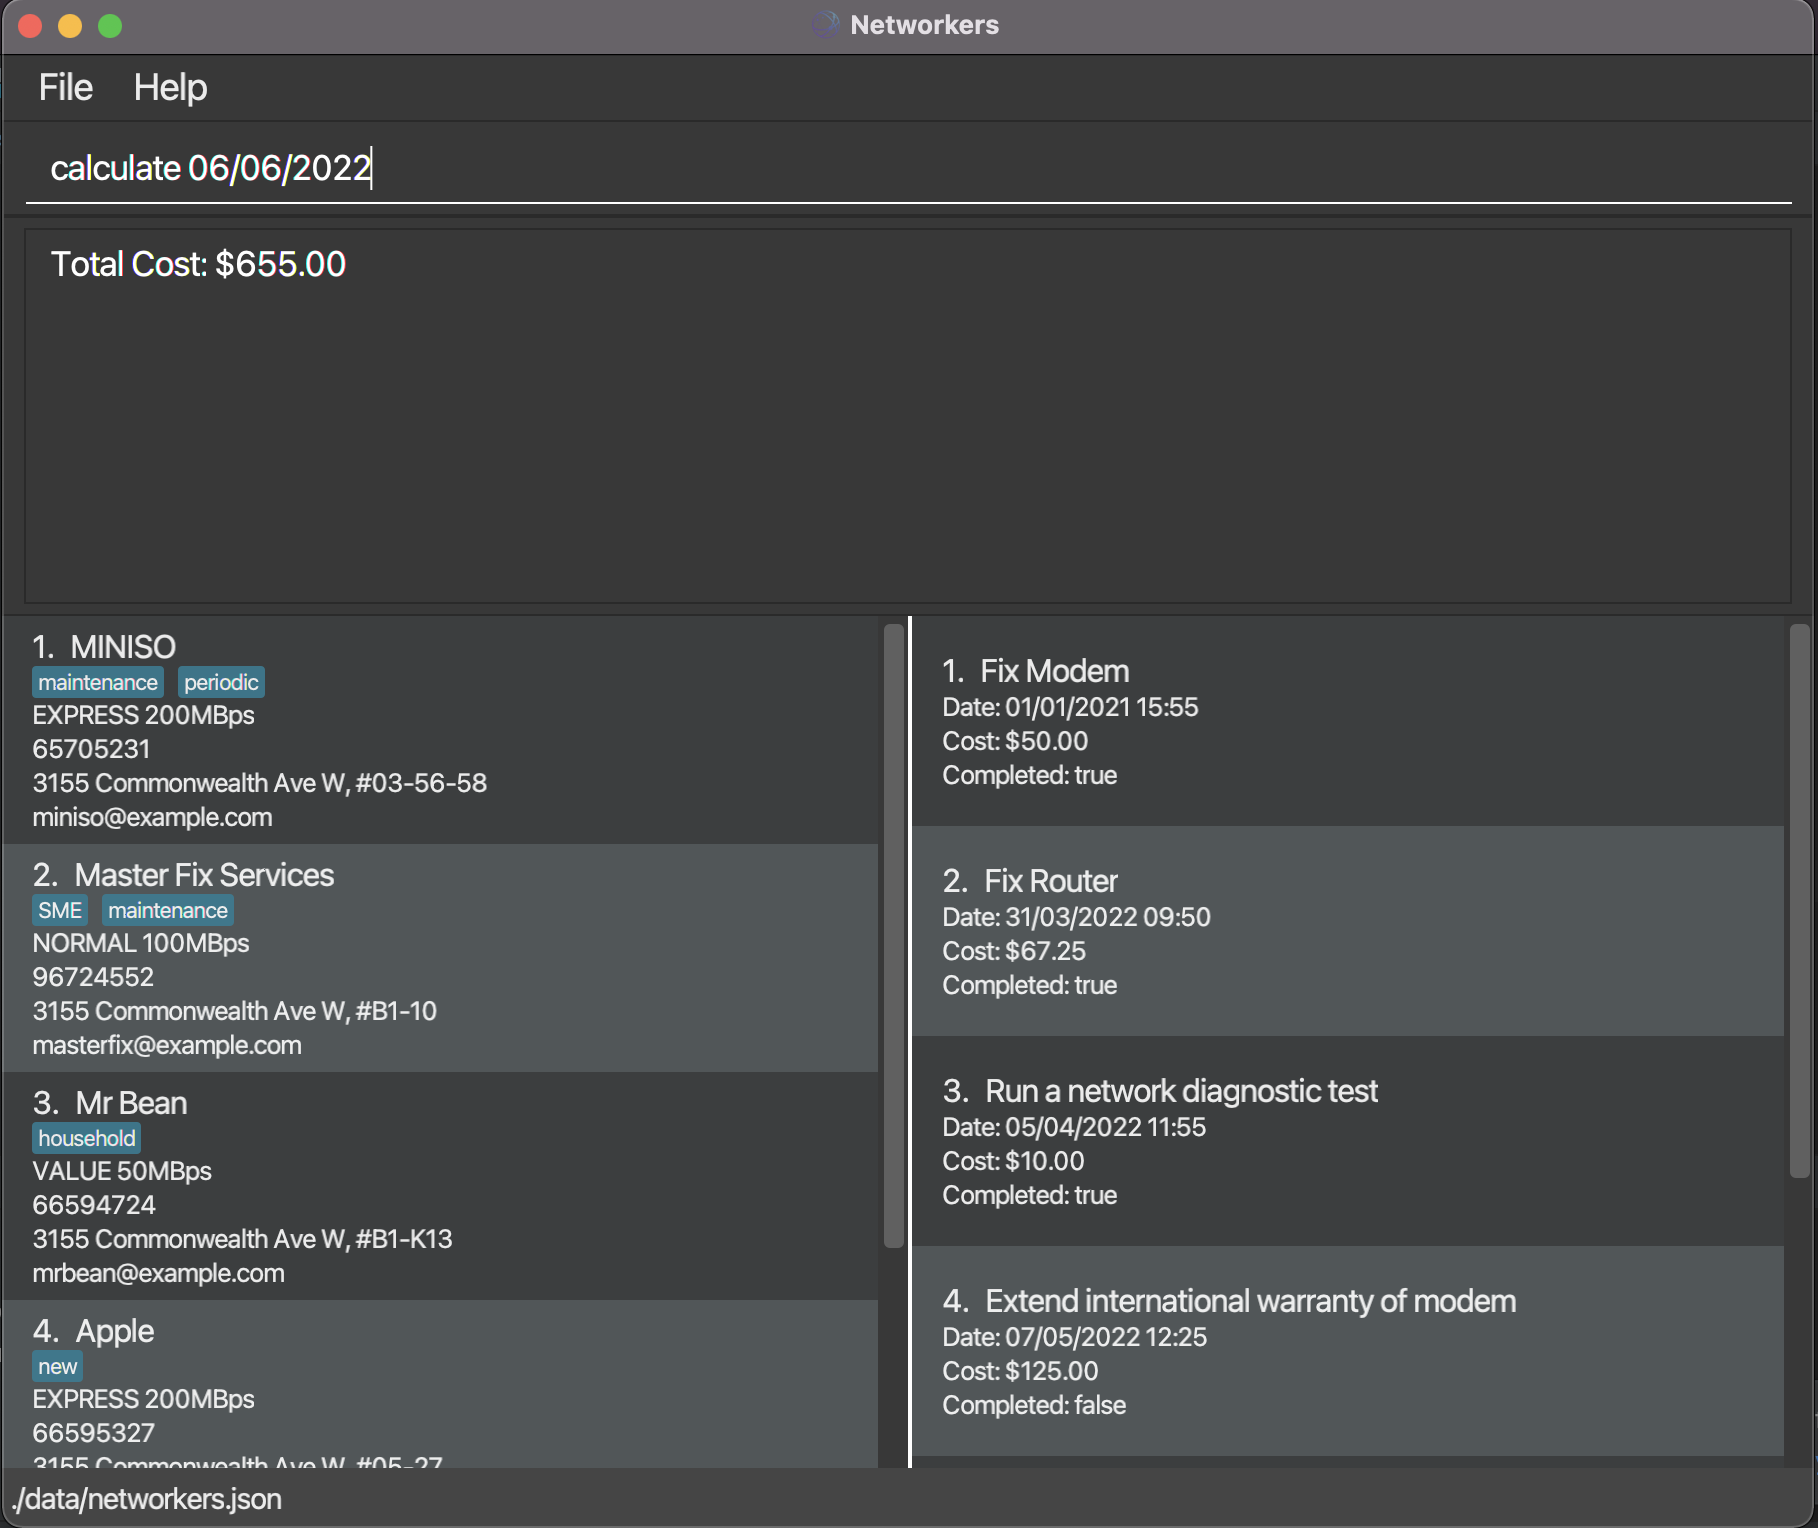 Networkers
File Help
calculate 06/06/2022
Total Cost: $655.00
1. MINISO
maintenance periodic
EXPRESS 200MBps
65705231
3155 Commonwealth Ave W, #03-56-58
miniso@example.com
2. Master Fix Services
SME maintenance
NORMAL 100MBps
96724552
3155 Commonwealth Ave W, #B1-10
masterfix@example.com
3. Mr Bean
household
VALUE 50MBps
66594724
3155 Commonwealth Ave W, #B1-K13
mrbean@example.com
4. Apple
new
EXPRESS 200MBps
66595327
3155 Commonwealth Ave W, #05-27
1. Fix Modem
Date: 01/01/2021 15:55
Cost: $50.00
Completed: true
2. Fix Router
Date: 31/03/2022 09:50
Cost: $67.25
Completed: true
3. Run a network diagnostic test
Date: 05/04/2022 11:55
Cost: $10.00
Completed: true
4. Extend international warranty of modem
Date: 07/05/2022 12:25
Cost: $125.00
Completed: false
./data/networkers.json